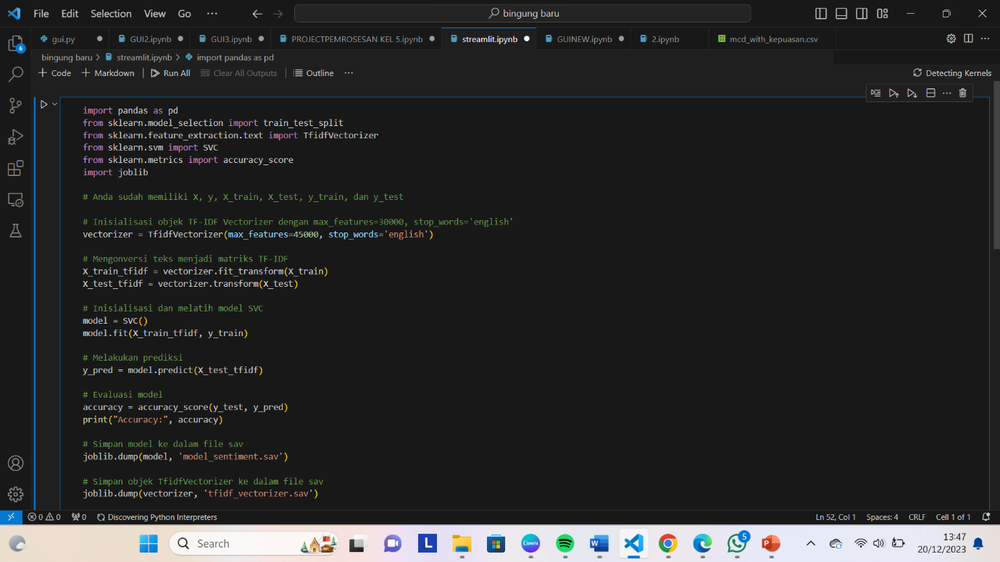 File Edit Selection View Go ··· bingung baru
gui.py GUI2.ipynb GUI3.ipynb PROJECTPEMROSESAN KEL 5.ipynb streamlit.ipynb GUINEW.ipynb 2.ipynb mcd_with_kepuasan.csv
bingung baru > streamlit.ipynb > import pandas as pd
+ Code + Markdown Run All Clear All Outputs Outline ··· Detecting Kernels
import pandas as pd
from sklearn.model_selection import train_test_split
from sklearn.feature_extraction.text import TfidfVectorizer
from sklearn.svm import SVC
from sklearn.metrics import accuracy_score
import joblib
# Anda sudah memiliki X, y, X_train, X_test, y_train, dan y_test
# Inisialisasi objek TF-IDF Vectorizer dengan max_features=30000, stop_words='english'
vectorizer = TfidfVectorizer(max_features=45000, stop_words='english')
# Mengonversi teks menjadi matriks TF-IDF
X_train_tfidf = vectorizer.fit_transform(X_train)
X_test_tfidf = vectorizer.transform(X_test)
# Inisialisasi dan melatih model SVC
model = SVC()
model.fit(X_train_tfidf, y_train)
# Melakukan prediksi
y_pred = model.predict(X_test_tfidf)
# Evaluasi model
accuracy = accuracy_score(y_test, y_pred)
print("Accuracy:", accuracy)
# Simpan model ke dalam file sav
joblib.dump(model, 'model_sentiment.sav')
# Simpan objek TfidfVectorizer ke dalam file sav
joblib.dump(vectorizer, 'tfidf_vectorizer.sav')
6
0 0 0 Discovering Python Interpreters Ln 52, Col 1 Spaces: 4 CRLF Cell 1 of 1
Search L Canva W 5 P 13:47
20/12/2023